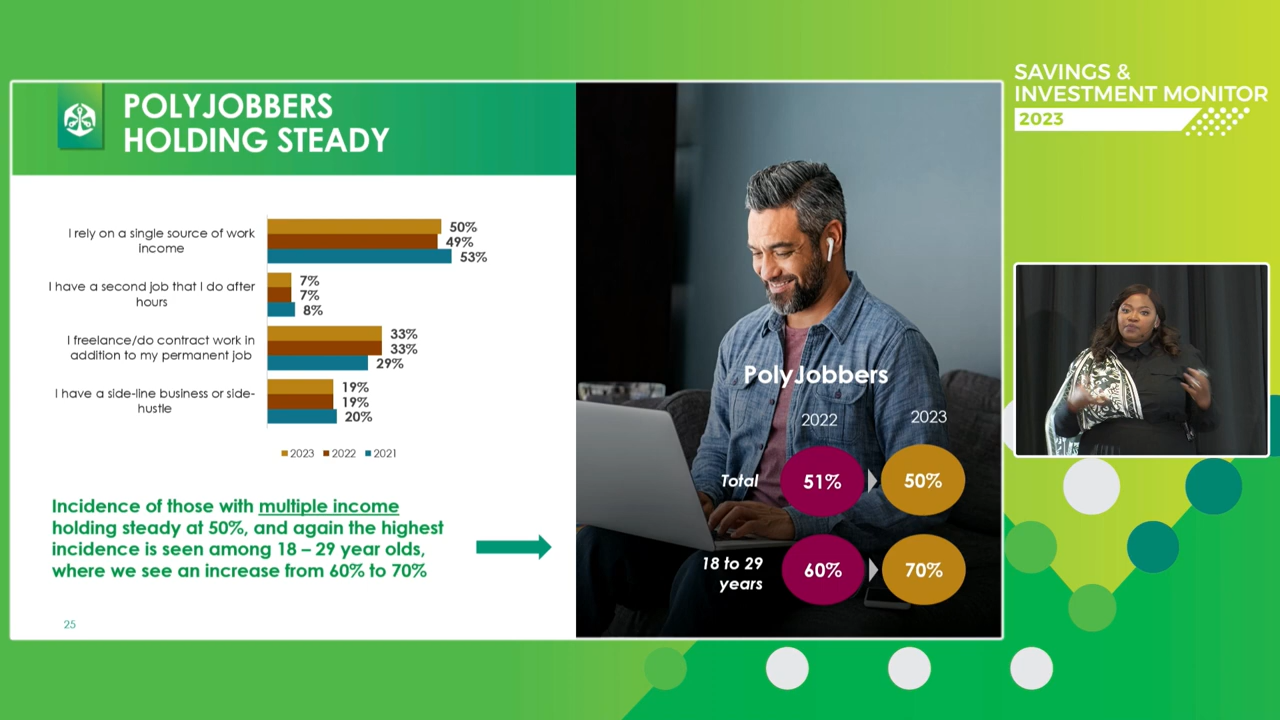 POLYJOBBERS
HOLDING STEADY
SAVINGS &
INVESTMENT MONITOR
2023
I rely on a single source of work
income
50%
49%
53%
I have a second job that I do after
hours
7%
7%
8%
I freelance/do contract work in
addition to my permanent job
33%
33%
29%
I have a side-line business or side-
hustle
19%
19%
20%
2023 2022 2021
Incidence of those with multiple income
holding steady at 50%, and again the highest
incidence is seen among 18 – 29 year olds,
where we see an increase from 60% to 70%
25
PolyJobbers
2022 2023
Total 51% 50%
18 to 29
years
60% 70%